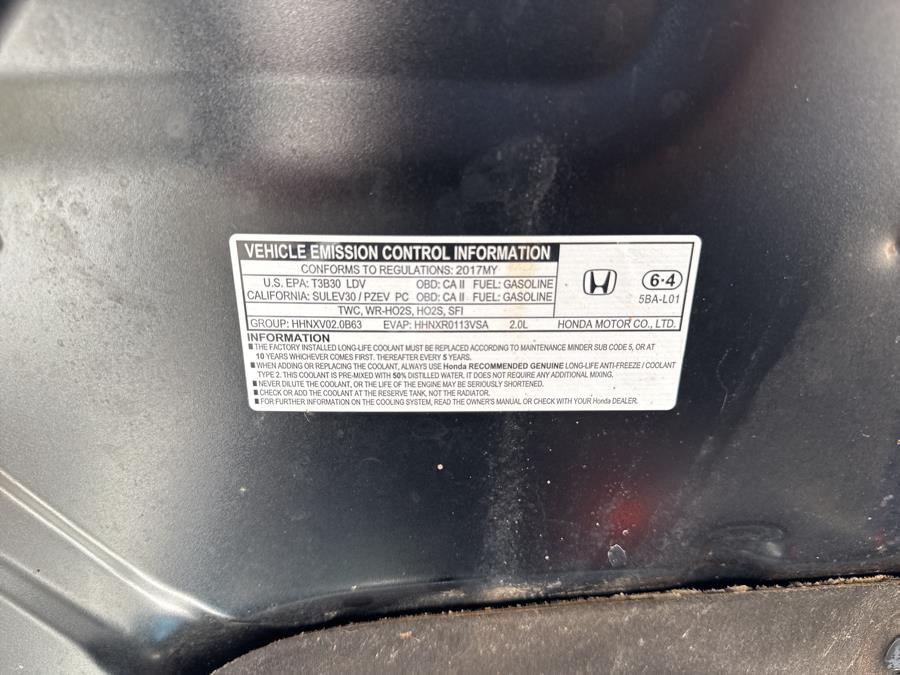 VEHICLE EMISSION CONTROL INFORMATION
CONFORMS TO REGULATIONS: 2017MY
U.S. EPA: T3B30 LDV OBD: CA II FUEL: GASOLINE
CALIFORNIA: SULEV30 / PZEV PC OBD: CA II FUEL: GASOLINE
TWC, WR-HO2S, HO2S, SFI
6·4
5BA-L01
GROUP: HHNXV02.0B63 EVAP: HHNXR0113VSA 2.0L HONDA MOTOR CO., LTD.
INFORMATION
■ THE FACTORY INSTALLED LONG-LIFE COOLANT MUST BE REPLACED ACCORDING TO MAINTENANCE MINDER SUB CODE 5, OR AT
10 YEARS WHICHEVER COMES FIRST. THEREAFTER EVERY 5 YEARS.
■ WHEN ADDING OR REPLACING THE COOLANT, ALWAYS USE Honda RECOMMENDED GENUINE LONG-LIFE ANTI-FREEZE / COOLANT
TYPE 2. THIS COOLANT IS PRE-MIXED WITH 50% DISTILLED WATER. IT DOES NOT REQUIRE ANY ADDITIONAL MIXING.
■ NEVER DILUTE THE COOLANT, OR THE LIFE OF THE ENGINE MAY BE SERIOUSLY SHORTENED.
■ CHECK OR ADD THE COOLANT AT THE RESERVE TANK, NOT THE RADIATOR.
■ FOR FURTHER INFORMATION ON THE COOLING SYSTEM, READ THE OWNER'S MANUAL OR CHECK WITH YOUR Honda DEALER.